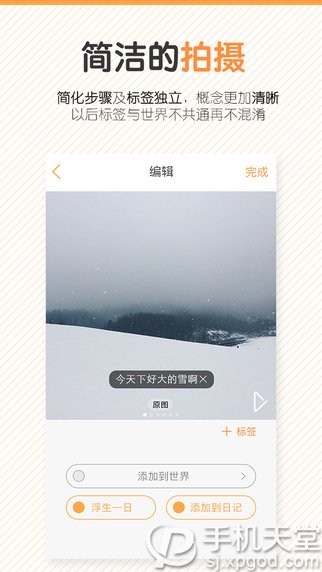 简洁的拍摄
简化步骤及标签独立，概念更加清晰
以后标签与世界不共通再不混淆
编辑
完成
今天下好大的雪啊×
原图
＋ 标签
添加到世界
浮生一日
添加到日记
手机天堂
sj.xpgod.com